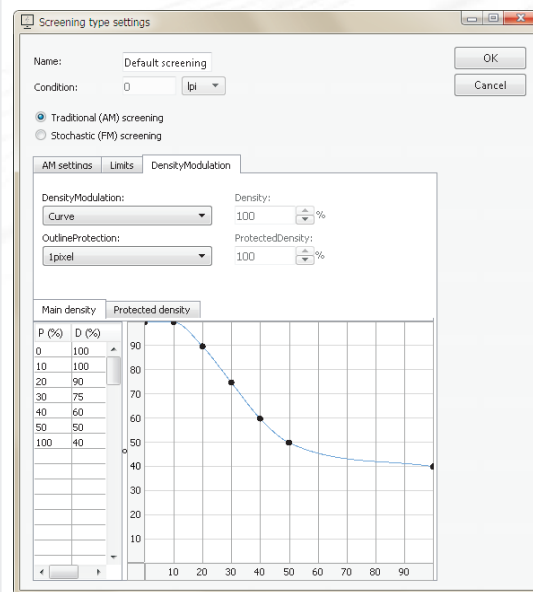 Screening type settings
Name: Default screening
OK
Condition: 0 lpi
Cancel
Traditional (AM) screening
Stochastic (FM) screening
AM settings Limits DensityModulation
DensityModulation: Density:
Curve 100 %
OutlineProtection: ProtectedDensity:
1pixel 100 %
Main density Protected density
P (%) D (%)
0 100
10 100
20 90
30 75
40 60
50 50
100 40
90
80
70
60
50
40
30
20
10
10 20 30 40 50 60 70 80 90